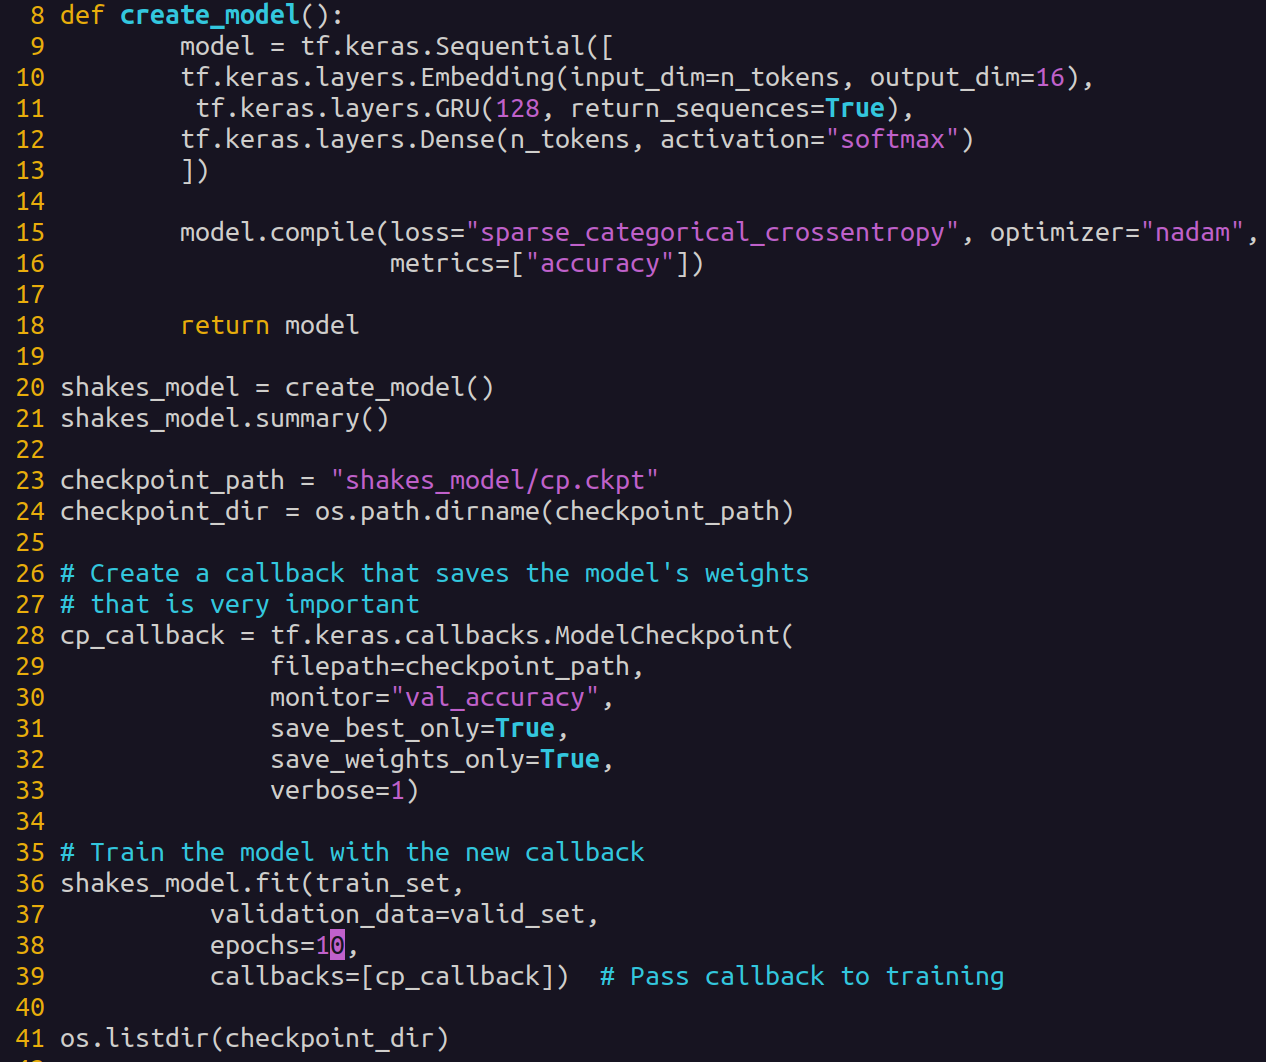 8 def create_model():
9         model = tf.keras.Sequential([
10         tf.keras.layers.Embedding(input_dim=n_tokens, output_dim=16),
11          tf.keras.layers.GRU(128, return_sequences=True),
12         tf.keras.layers.Dense(n_tokens, activation="softmax")
13         ])
14
15         model.compile(loss="sparse_categorical_crossentropy", optimizer="nadam",
16                       metrics=["accuracy"])
17
18         return model
19
20 shakes_model = create_model()
21 shakes_model.summary()
22
23 checkpoint_path = "shakes_model/cp.ckpt"
24 checkpoint_dir = os.path.dirname(checkpoint_path)
25
26 # Create a callback that saves the model's weights
27 # that is very important
28 cp_callback = tf.keras.callbacks.ModelCheckpoint(
29               filepath=checkpoint_path,
30               monitor="val_accuracy",
31               save_best_only=True,
32               save_weights_only=True,
33               verbose=1)
34
35 # Train the model with the new callback
36 shakes_model.fit(train_set,
37           validation_data=valid_set,
38           epochs=10,
39           callbacks=[cp_callback])  # Pass callback to training
40
41 os.listdir(checkpoint_dir)